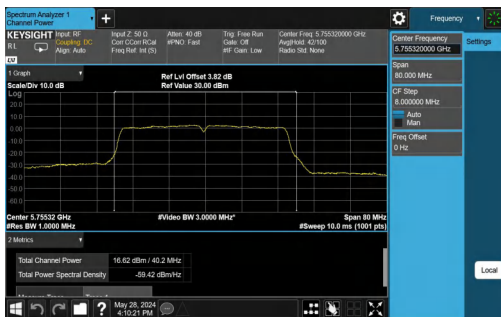 Spectrum Analyzer 1
Channel Power
Frequency
KEYSIGHT
RL
LM
Input: RF
Coupling: DC
Align: Auto
Input Z: 50 Ω
Corr CCorr RCal
Freq Ref: Int (S)
Atten: 40 dB
#PNO: Fast
Trig: Free Run
Gate: Off
#IF Gain: Low
Center Freq: 5.755320000 GHz
Avg|Hold: 42/100
Radio Std: None
Center Frequency
5.755320000 GHz
Settings
Span
80.000 MHz
CF Step
8.000000 MHz
Auto
Man
Freq Offset
0 Hz
Local
1 Graph
Scale/Div 10.0 dB
Ref Lvl Offset 3.82 dB
Ref Value 30.00 dBm
Log
20.0
10.0
0.00
-10.0
-20.0
-30.0
-40.0
-50.0
-60.0
Center 5.75532 GHz
#Video BW 3.0000 MHz*
Span 80 MHz
#Res BW 1.0000 MHz
#Sweep 10.0 ms (1001 pts)
2 Metrics
Total Channel Power
16.62 dBm / 40.2 MHz
Total Power Spectral Density
-59.42 dBm/Hz
May 28, 2024
4:10:21 PM